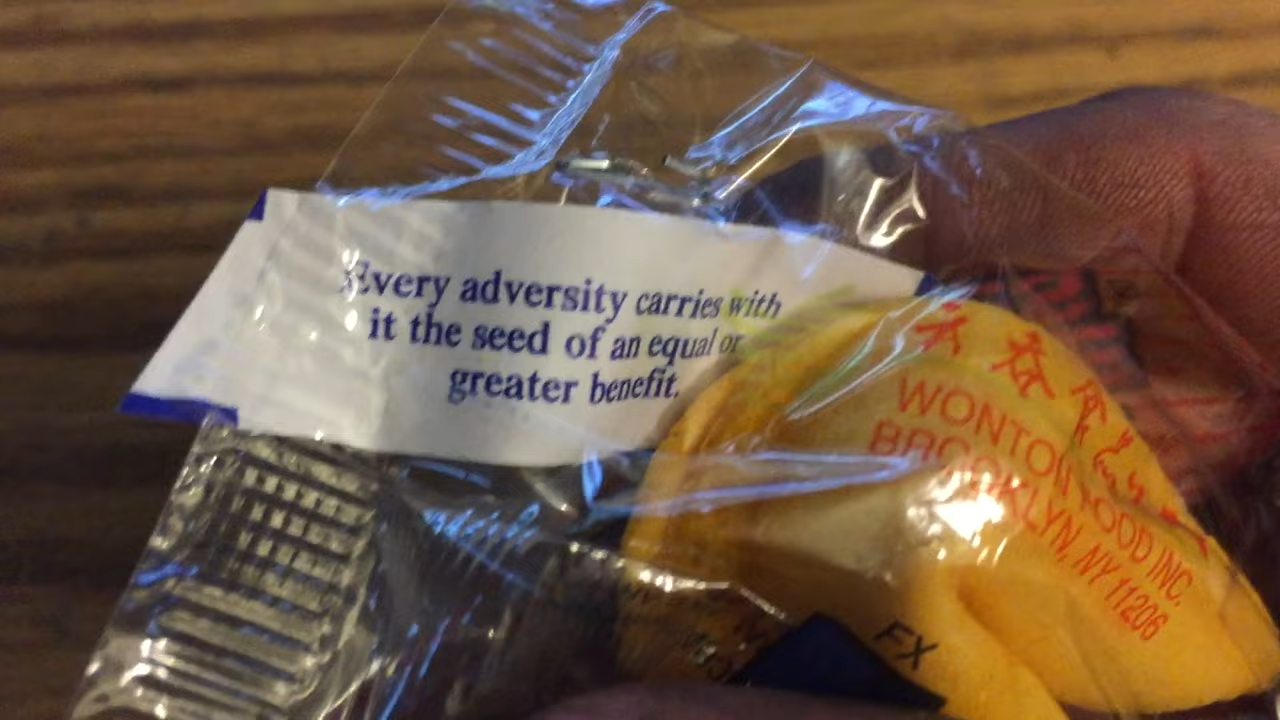 Every adversity carries with
it the seed of an equal or
greater benefit.
WONTON FOOD INC.
BROOKLYN, NY 11206
FX